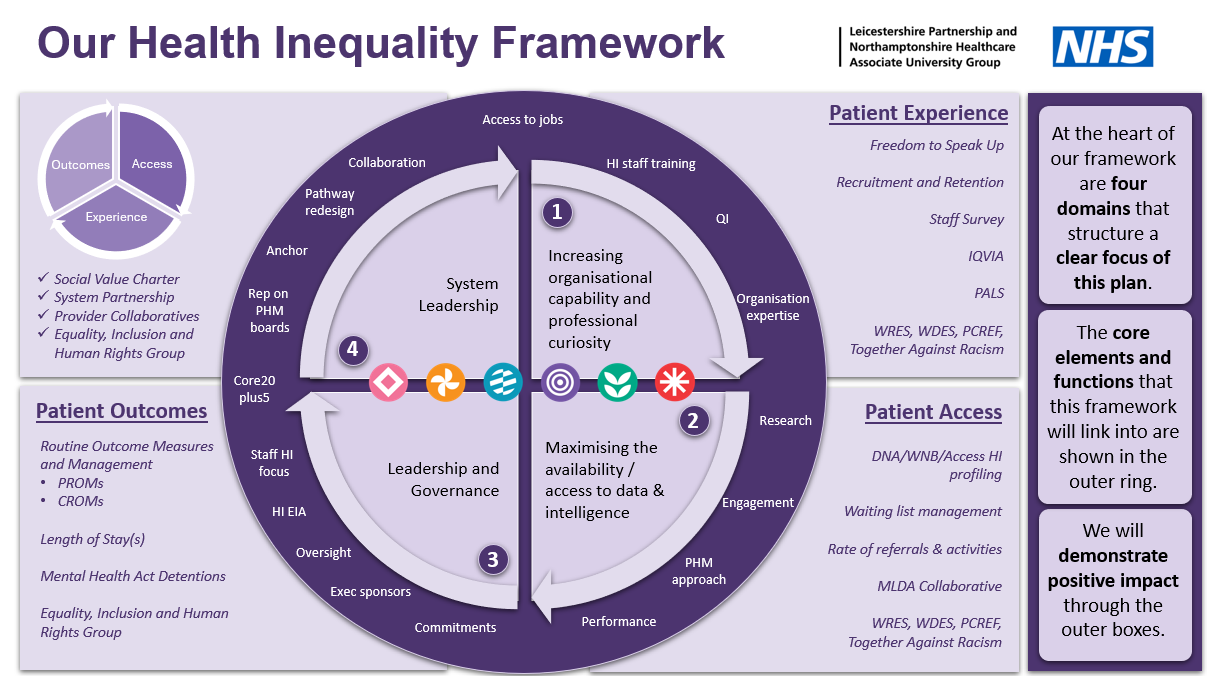 Our Health Inequality Framework
Leicestershire Partnership and
Northamptonshire Healthcare
Associate University Group
NHS
Outcomes
Access
Experience
✓ Social Value Charter
✓ System Partnership
✓ Provider Collaboratives
✓ Equality, Inclusion and
Human Rights Group
Patient Outcomes
Routine Outcome Measures
and Management
• PROMs
• CROMs
Length of Stay(s)
Mental Health Act Detentions
Equality, Inclusion and Human
Rights Group
Access to jobs
HI staff training
QI
Organisation
expertise
Research
Engagement
PHM
approach
Performance
Commitments
Exec sponsors
Oversight
HI EIA
Staff HI
focus
Core20
plus5
Rep on
PHM
boards
Anchor
Pathway
redesign
Collaboration
1
Increasing
organisational
capability and
professional
curiosity
2
Maximising the
availability /
access to data &
intelligence
3
Leadership and
Governance
4
System
Leadership
Patient Experience
Freedom to Speak Up
Recruitment and Retention
Staff Survey
IQVIA
PALS
WRES, WDES, PCREF,
Together Against Racism
Patient Access
DNA/WNB/Access HI
profiling
Waiting list management
Rate of referrals & activities
MLDA Collaborative
WRES, WDES, PCREF,
Together Against Racism
At the heart of
our framework
are four
domains that
structure a
clear focus of
this plan.
The core
elements and
functions that
this framework
will link into are
shown in the
outer ring.
We will
demonstrate
positive impact
through the
outer boxes.